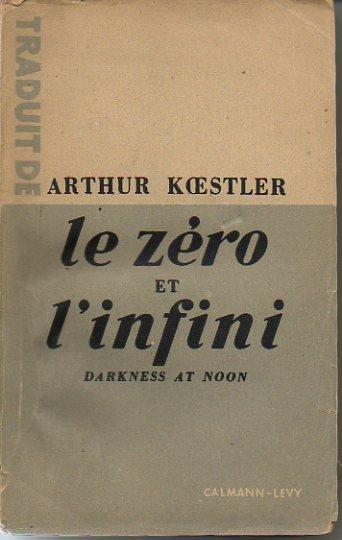 TRADUIT DE
ARTHUR KŒSTLER
le zéro
ET
l'infini
DARKNESS AT NOON
CALMANN-LEVY